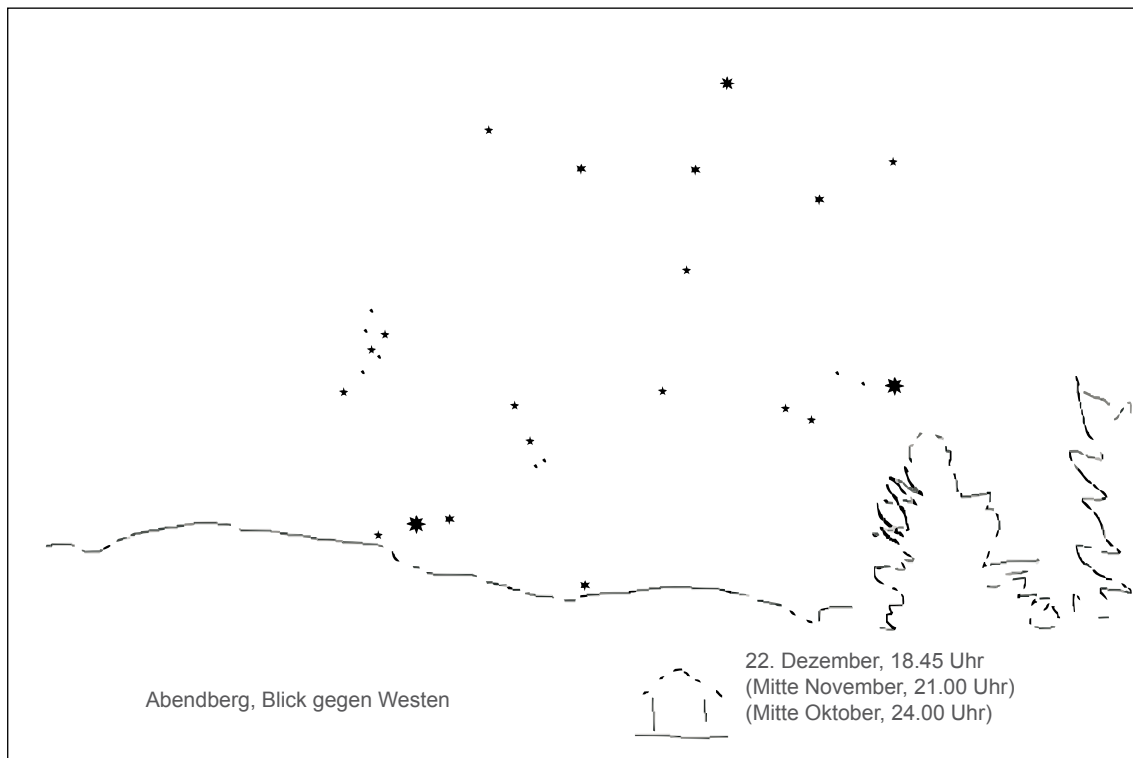 Abendberg, Blick gegen Westen
22. Dezember, 18.45 Uhr
(Mitte November, 21.00 Uhr)
(Mitte Oktober, 24.00 Uhr)